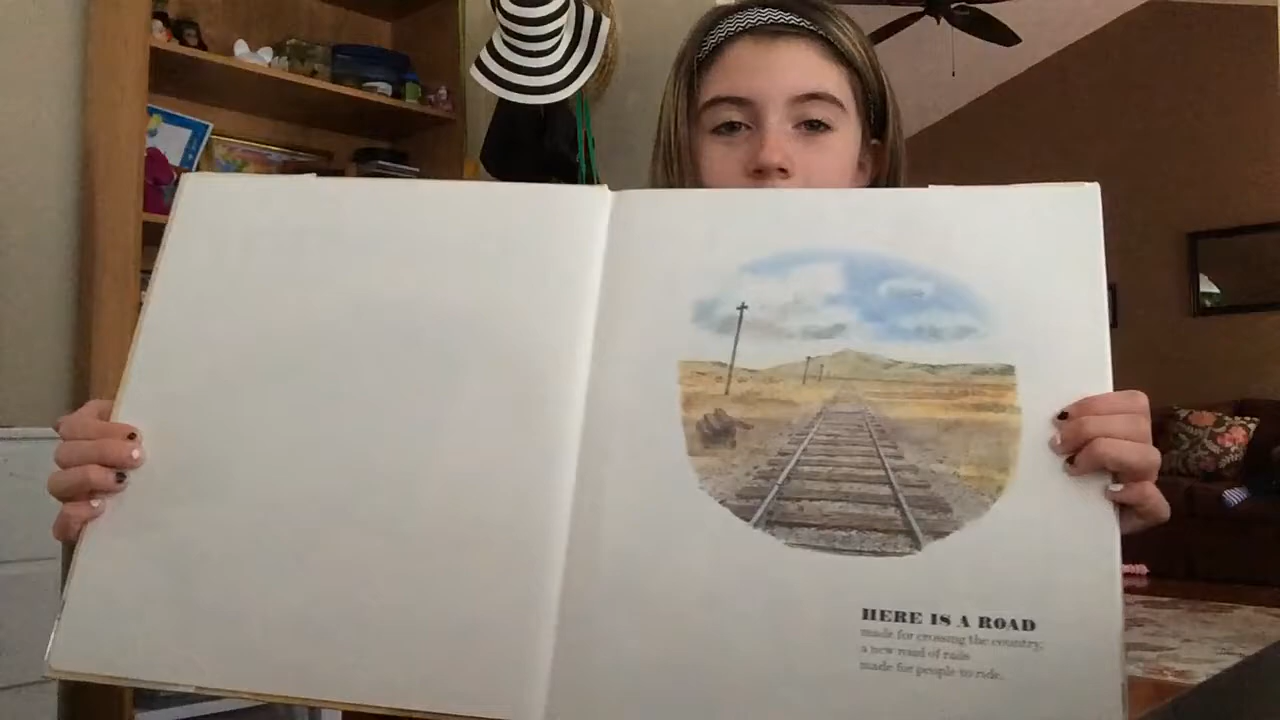 HERE IS A ROAD
made for crossing the country,
a new road of rails
made for people to ride.